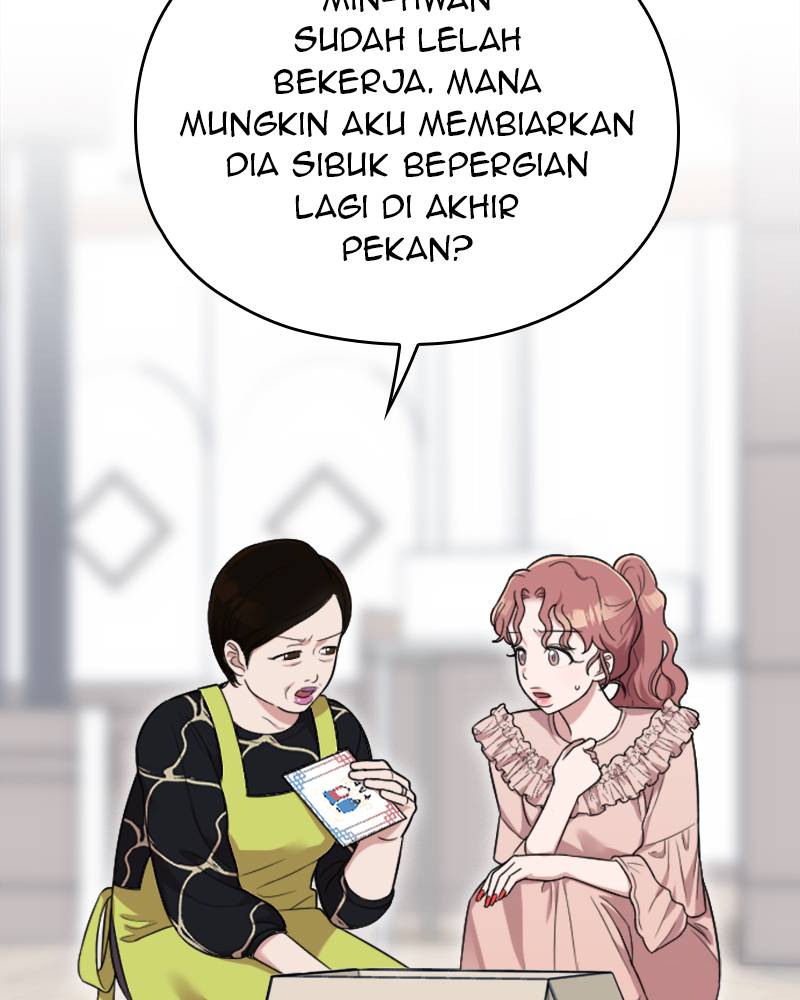 MIN-HWAN
SUDAH LELAH
BEKERJA. MANA
MUNGKIN AKU MEMBIARKAN
DIA SIBUK BEPERGIAN
LAGI DI AKHIR
PEKAN?